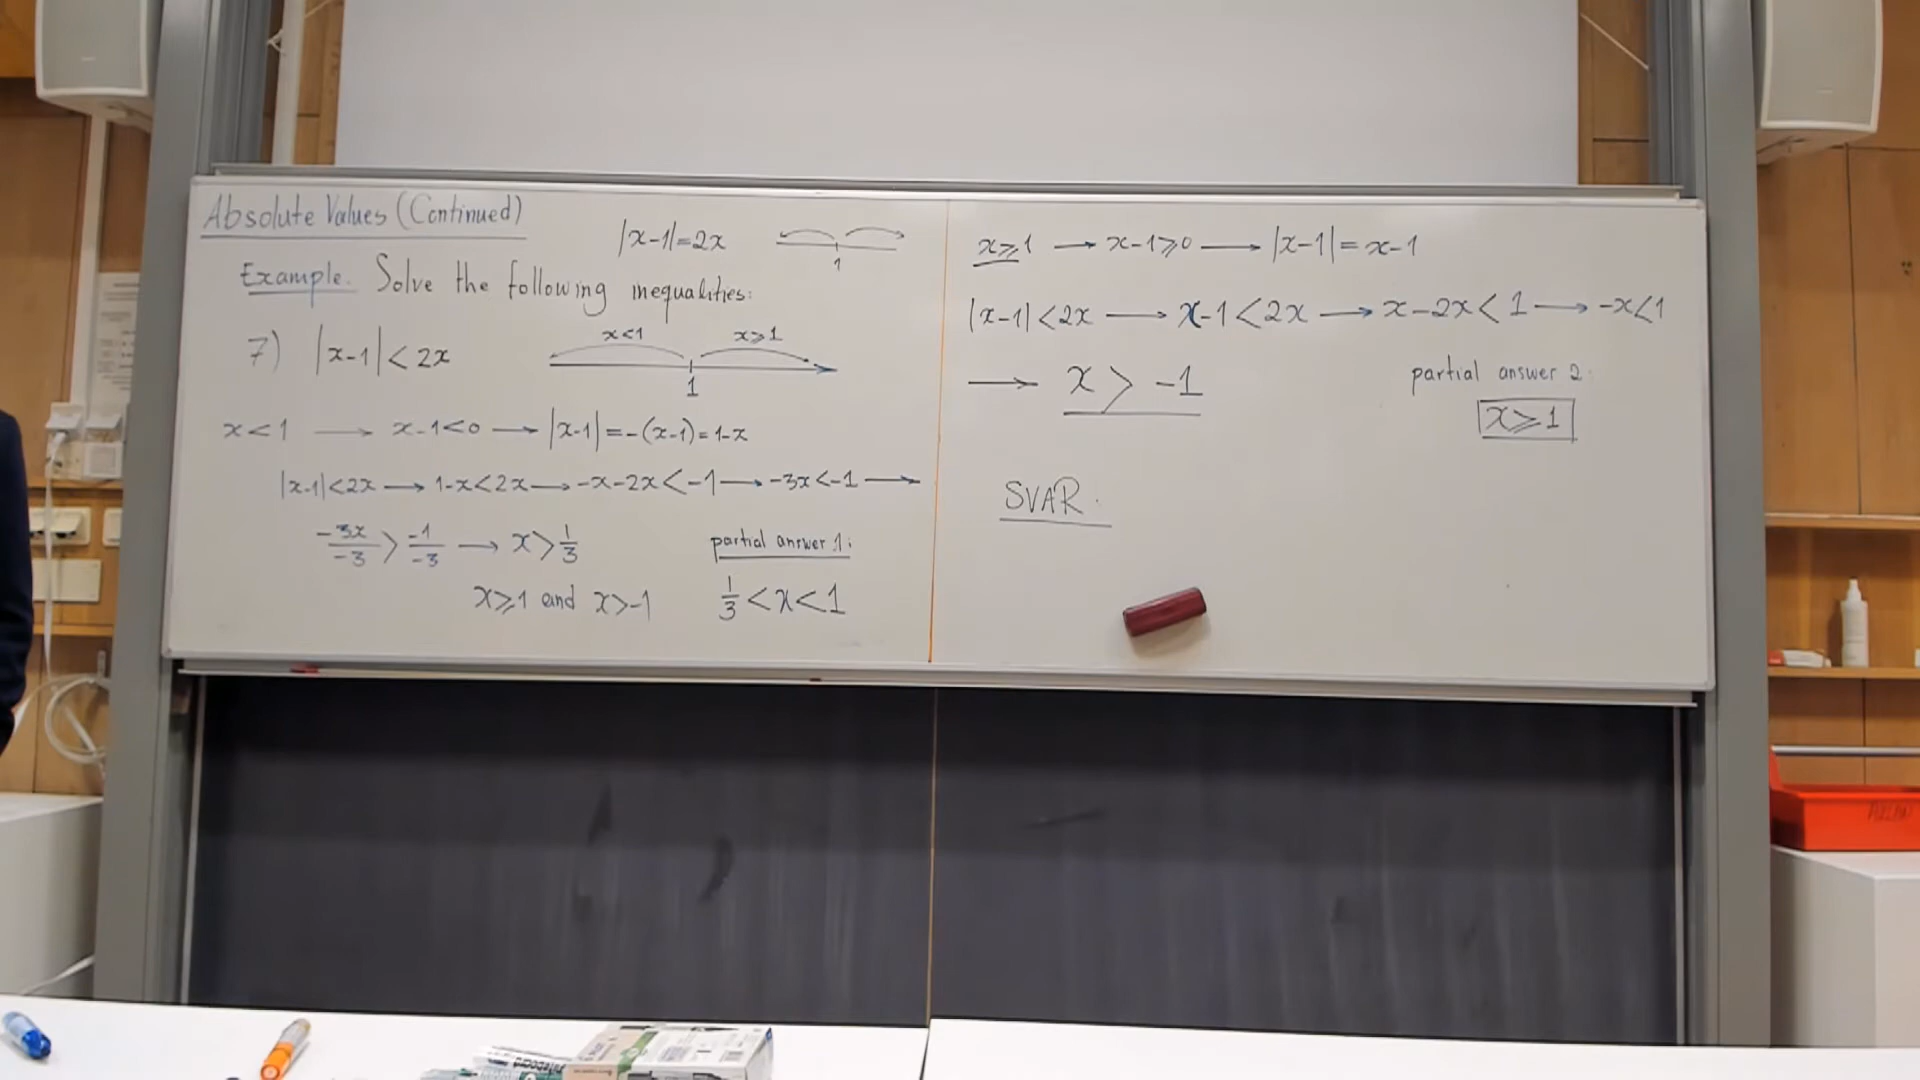 Absolute Values (Continued)
|x-1|=2x
1
Example. Solve the following inequalities:
7) |x-1| < 2x
x<1 x⩾1
1
x<1 → x-1<0 → |x-1|=-(x-1)=1-x
|x-1|<2x → 1-x<2x → -x-2x<-1 → -3x<-1 →
-3x/-3 > -1/-3 → x>1/3
partial answer 1:
x⩾1 and x>-1
1/3<x<1
x⩾1 → x-1⩾0 → |x-1|=x-1
|x-1|<2x → x-1<2x → x-2x<1 → -x<1
→ x > -1
partial answer 2:
x⩾1
SVAR.